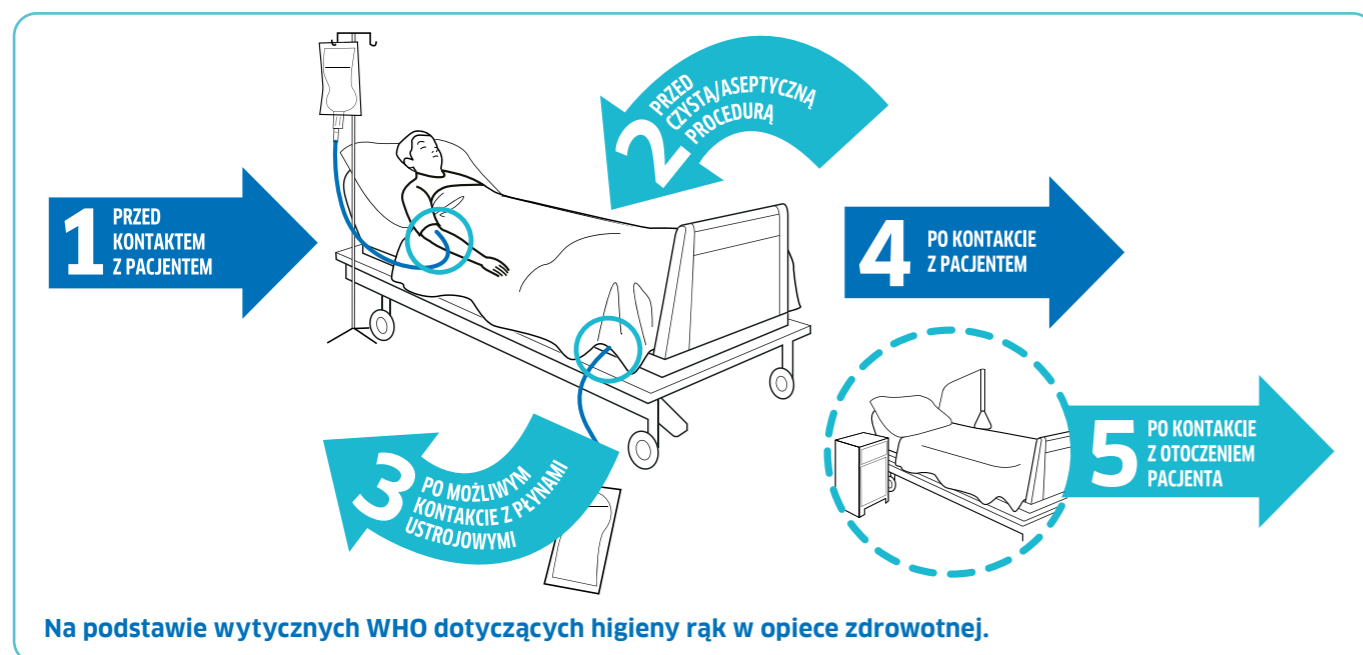 1
PRZED
KONTAKTEM
Z PACJENTEM
2
PRZED
CZYSTĄ/ASEPTYCZNĄ
PROCEDURĄ
3
PO MOŻLIWYM
KONTAKCIE Z PŁYNAMI
USTROJOWYMI
4
PO KONTAKCIE
Z PACJENTEM
5
PO KONTAKCIE
Z OTOCZENIEM
PACJENTA
Na podstawie wytycznych WHO dotyczących higieny rąk w opiece zdrowotnej.